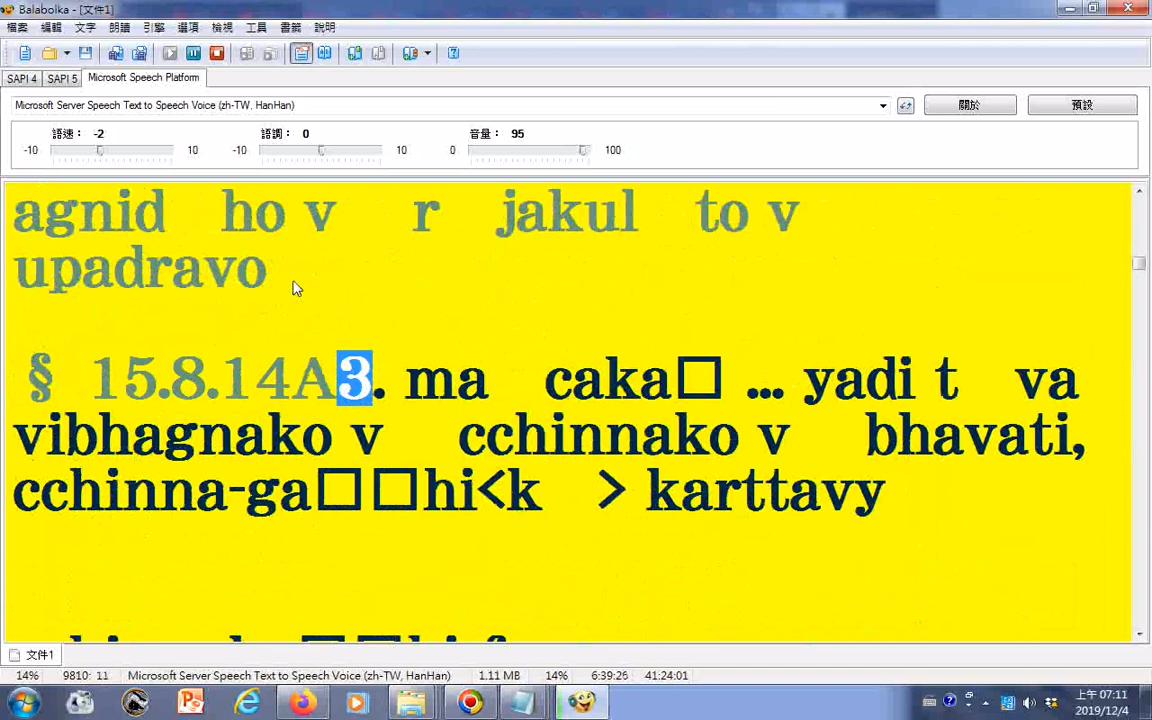 Balabolka - [文件1]
檔案 編輯 文字 朗讀 引擎 選項 檢視 工具 書籤 說明
SAPI 4 SAPI 5 Microsoft Speech Platform
Microsoft Server Speech Text to Speech Voice (zh-TW, HanHan) 關於 預設
語速： -2 語調： 0 音量： 95
-10 10 -10 10 0 100
agnid ho v r jakul to v
upadravo
§ 15.8.14A3. ma caka□ ... yadi t va
vibhagnako v cchinnako v bhavati,
cchinna-ga□□hi<k > karttavy
文件1
14% 9810: 11 Microsoft Server Speech Text to Speech Voice (zh-TW, HanHan) 1.11 MB 14% 6:39:26 41:24:01
上午 07:11
2019/12/4